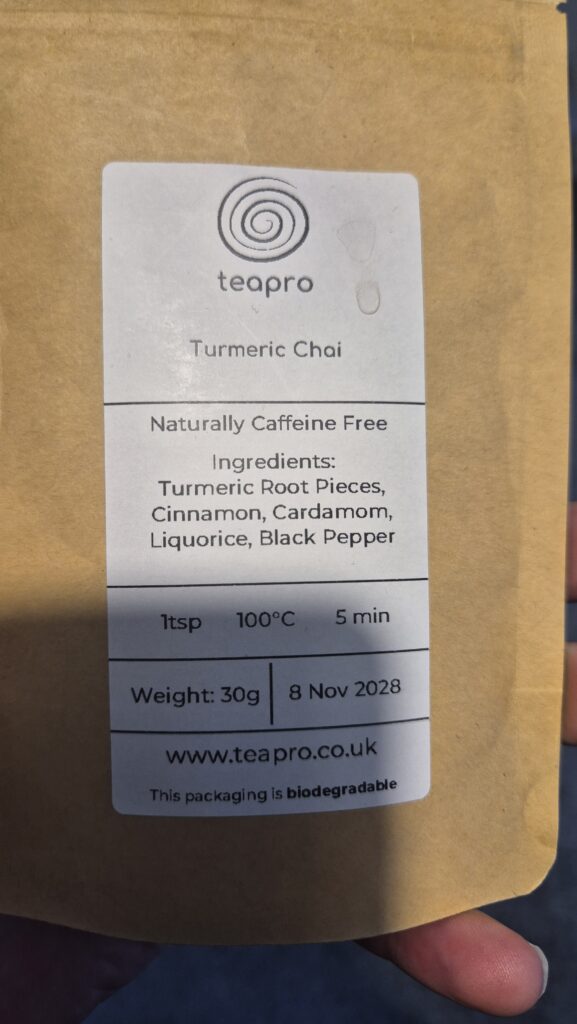 teapro
Turmeric Chai
Naturally Caffeine Free
Ingredients:
Turmeric Root Pieces,
Cinnamon, Cardamom,
Liquorice, Black Pepper
1tsp 100°C 5 min
Weight: 30g 8 Nov 2028
www.teapro.co.uk
This packaging is biodegradable